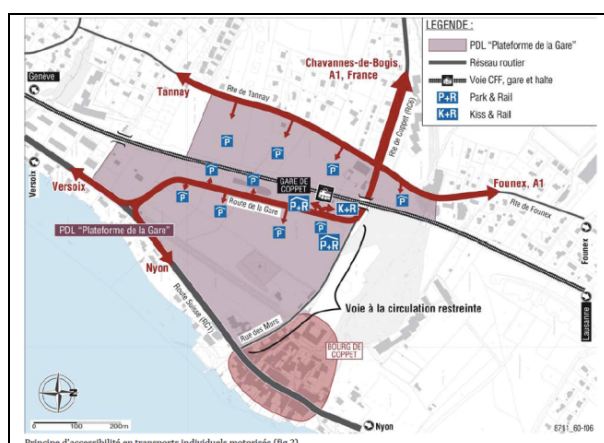 LEGENDE :
PDL "Plateforme de la Gare"
Réseau routier
Voie CFF, gare et halte
P+R Park & Rail
K+R Kiss & Rail
Chavannes-de-Bogis,
A1, France
Genève
Tannay
Rte de Tannay
Rte de Coppet (RC6)
P
P
P
P
P
P
P
P
P
P
P
P
Versoix
Versoix
GARE DE
COPPET
P+R
K+R
Route de la Gare
P+R
Founex, A1
Rte de Founex
Founex
PDL "Plateforme de la Gare"
Nyon
Route Suisse (RC1)
Rue des Murs
Voie à la circulation restreinte
Lausanne
BOURG DE
COPPET
N
0 100 200m
Nyon
8711_60-f06
Principe d'accessibilité en transports individuels motorisés (fig 2)